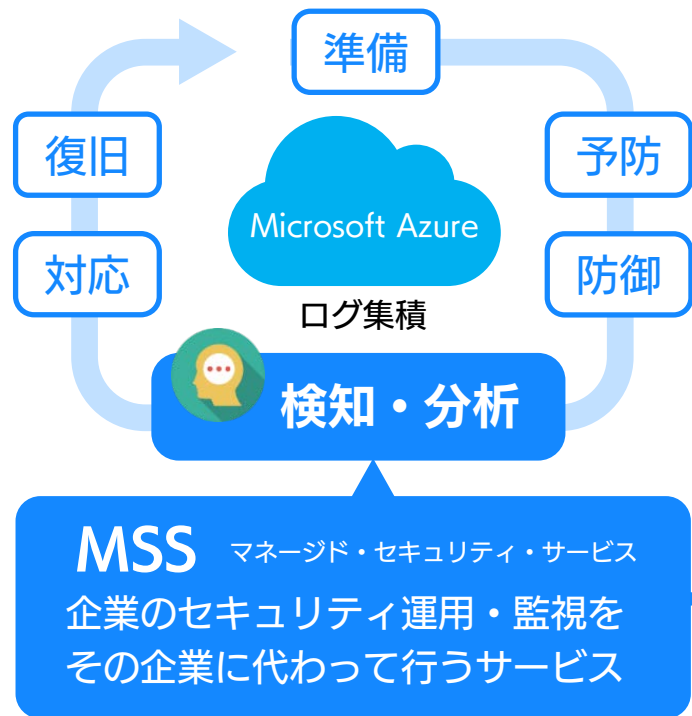 準備
復旧
予防
Microsoft Azure
対応
防御
ログ集積
検知・分析
MSS マネージド・セキュリティ・サービス
企業のセキュリティ運用・監視を
その企業に代わって行うサービス